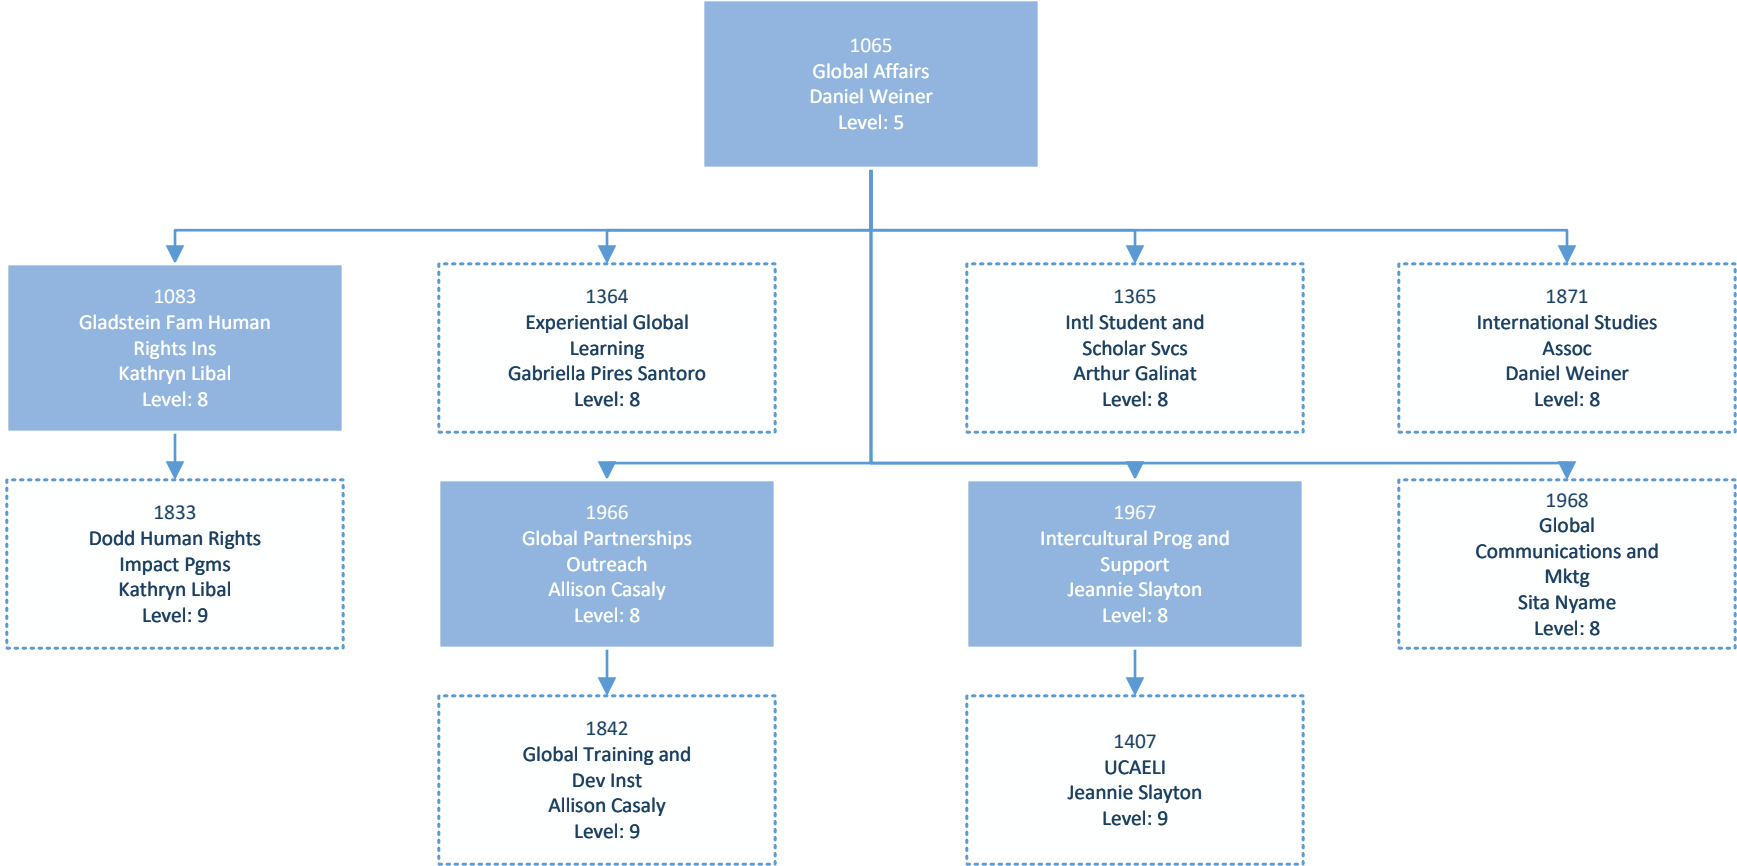 1065
Global Affairs
Daniel Weiner
Level: 5
1083
Gladstein Fam Human
Rights Ins
Kathryn Libal
Level: 8
1364
Experiential Global
Learning
Gabriella Pires Santoro
Level: 8
1365
Intl Student and
Scholar Svcs
Arthur Galinat
Level: 8
1871
International Studies
Assoc
Daniel Weiner
Level: 8
1833
Dodd Human Rights
Impact Pgms
Kathryn Libal
Level: 9
1966
Global Partnerships
Outreach
Allison Casaly
Level: 8
1967
Intercultural Prog and
Support
Jeannie Slayton
Level: 8
1968
Global
Communications and
Mktg
Sita Nyame
Level: 8
1842
Global Training and
Dev Inst
Allison Casaly
Level: 9
1407
UCAELI
Jeannie Slayton
Level: 9